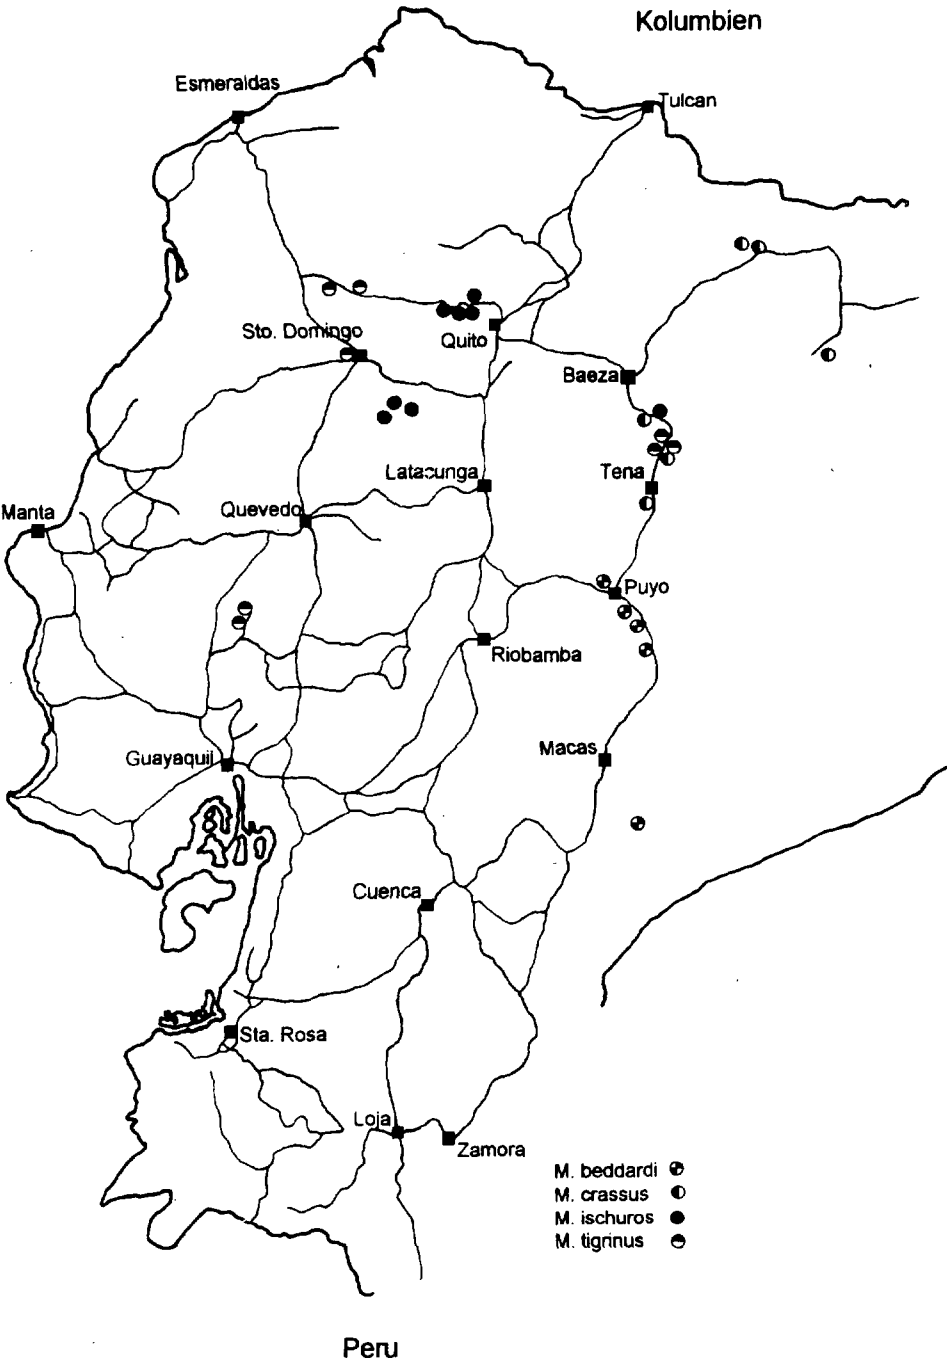 Kolumbien
Esmeraldas
Tulcan
Sto. Domingo
Quito
Baeza
Latacunga
Tena
Manta
Quevedo
Puyo
Riobamba
Macas
Guayaquil
Cuenca
Sta. Rosa
Loja
Zamora
M. beddardi
M. crassus
M. ischuros
M. tigrinus
Peru